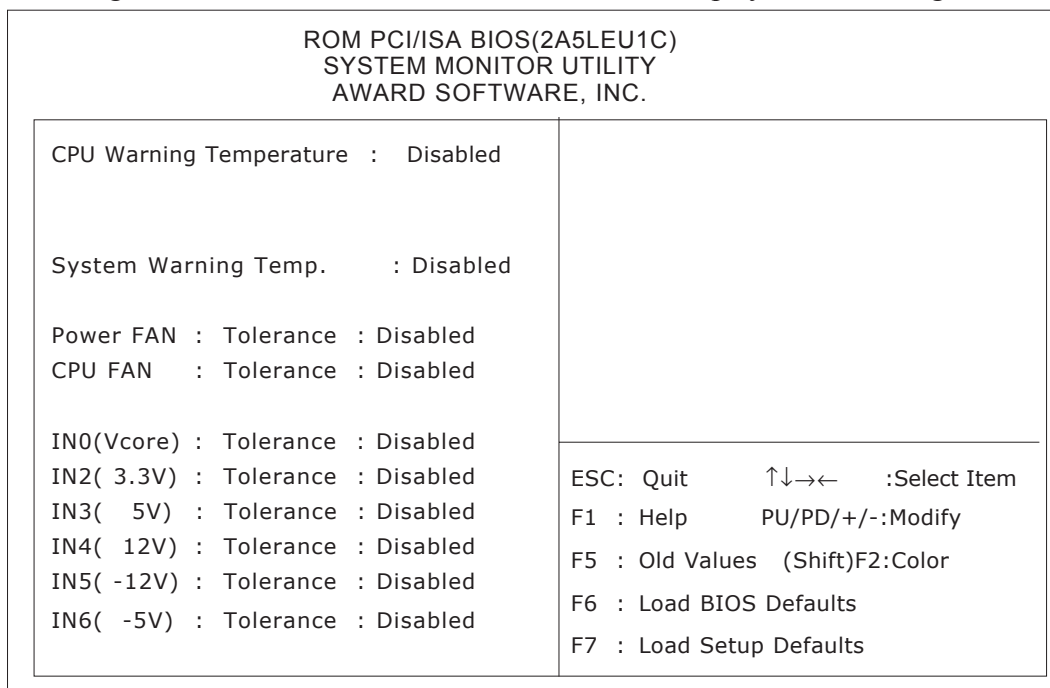 ROM PCI/ISA BIOS(2A5LEU1C)
SYSTEM MONITOR UTILITY
AWARD SOFTWARE, INC.
CPU Warning Temperature : Disabled
System Warning Temp. : Disabled
Power FAN : Tolerance : Disabled
CPU FAN : Tolerance : Disabled
IN0(Vcore) : Tolerance : Disabled
IN2( 3.3V) : Tolerance : Disabled
IN3( 5V) : Tolerance : Disabled
IN4( 12V) : Tolerance : Disabled
IN5( -12V) : Tolerance : Disabled
IN6( -5V) : Tolerance : Disabled
ESC: Quit ↑↓→← :Select Item
F1 : Help PU/PD/+/-:Modify
F5 : Old Values (Shift)F2:Color
F6 : Load BIOS Defaults
F7 : Load Setup Defaults